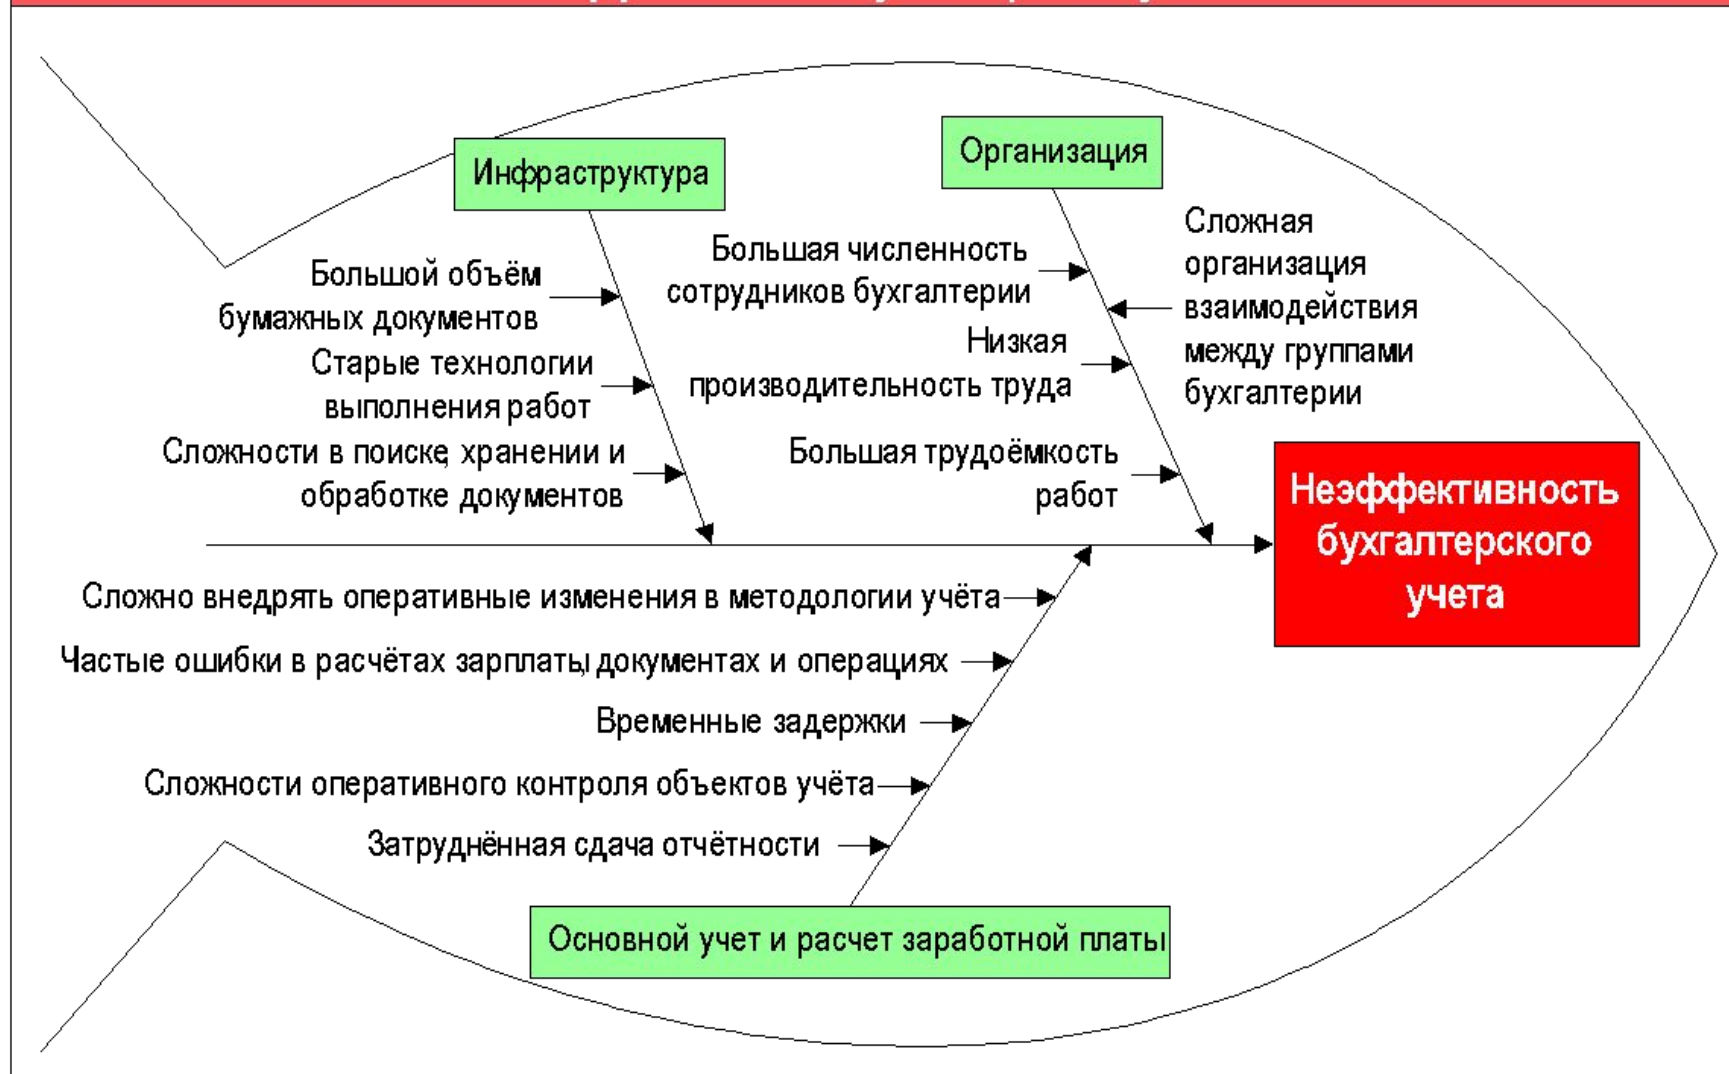 Инфраструктура
Большой объём
бумажных документов
Старые технологии
выполнения работ
Сложности в поиске, хранении и
обработке документов
Организация
Большая численность
сотрудников бухгалтерии
Низкая
производительность труда
Большая трудоёмкость
работ
Сложная
организация
взаимодействия
между группами
бухгалтерии
Неэффективность
бухгалтерского
учета
Сложно внедрять оперативные изменения в методологии учёта
Частые ошибки в расчётах зарплаты, документах и операциях
Временные задержки
Сложности оперативного контроля объектов учёта
Затруднённая сдача отчётности
Основной учет и расчет заработной платы